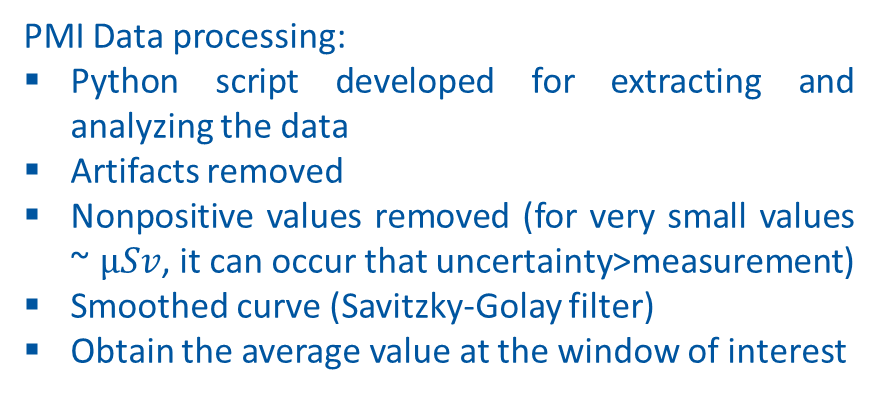 PMI Data processing:
▪ Python script developed for extracting and
analyzing the data
▪ Artifacts removed
▪ Nonpositive values removed (for very small values
~ μSv, it can occur that uncertainty>measurement)
▪ Smoothed curve (Savitzky-Golay filter)
▪ Obtain the average value at the window of interest